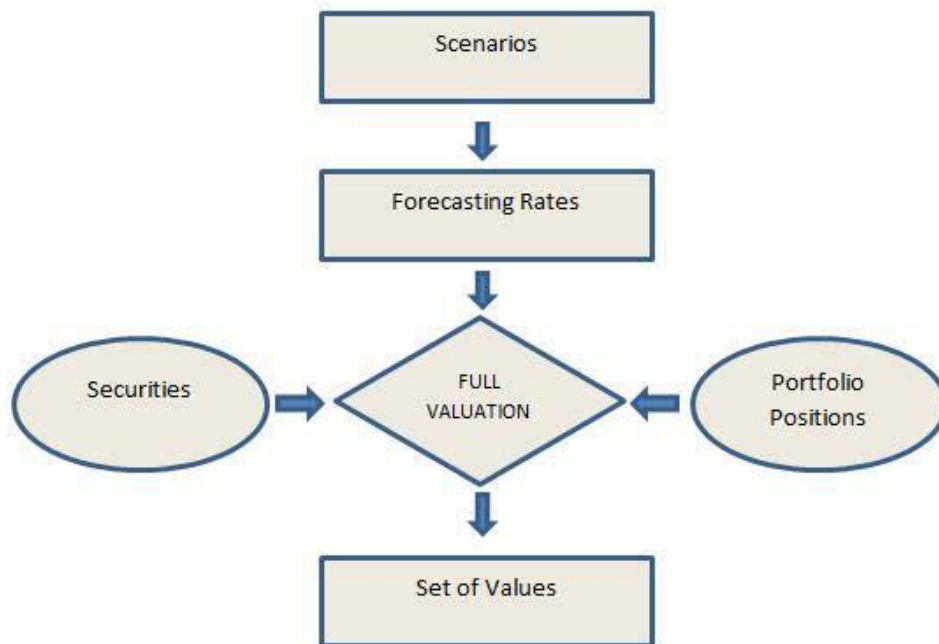 Scenarios
Forecasting Rates
Securities
FULL
VALUATION
Portfolio
Positions
Set of Values